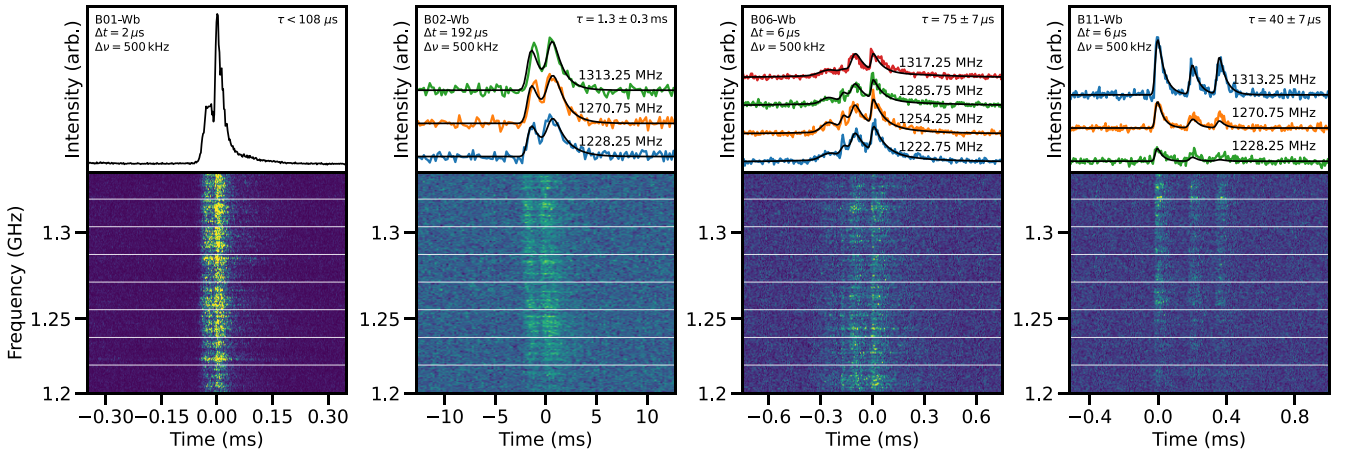 B01-Wb
τ < 108 μs
Δt = 2 μs
Δν = 500 kHz
Intensity (arb.)
Frequency (GHz)
1.3
1.25
1.2
−0.30 −0.15 0.00 0.15 0.30
Time (ms)
B02-Wb
τ = 1.3 ± 0.3 ms
Δt = 192 μs
Δν = 500 kHz
Intensity (arb.)
1313.25 MHz
1270.75 MHz
1228.25 MHz
1.3
1.25
1.2
−10 −5 0 5 10
Time (ms)
B06-Wb
τ = 75 ± 7 μs
Δt = 6 μs
Δν = 500 kHz
Intensity (arb.)
1317.25 MHz
1285.75 MHz
1254.25 MHz
1222.75 MHz
1.3
1.25
1.2
−0.6 −0.3 0.0 0.3 0.6
Time (ms)
B11-Wb
τ = 40 ± 7 μs
Δt = 6 μs
Δν = 500 kHz
Intensity (arb.)
1313.25 MHz
1270.75 MHz
1228.25 MHz
1.3
1.25
1.2
−0.4 0.0 0.4 0.8
Time (ms)